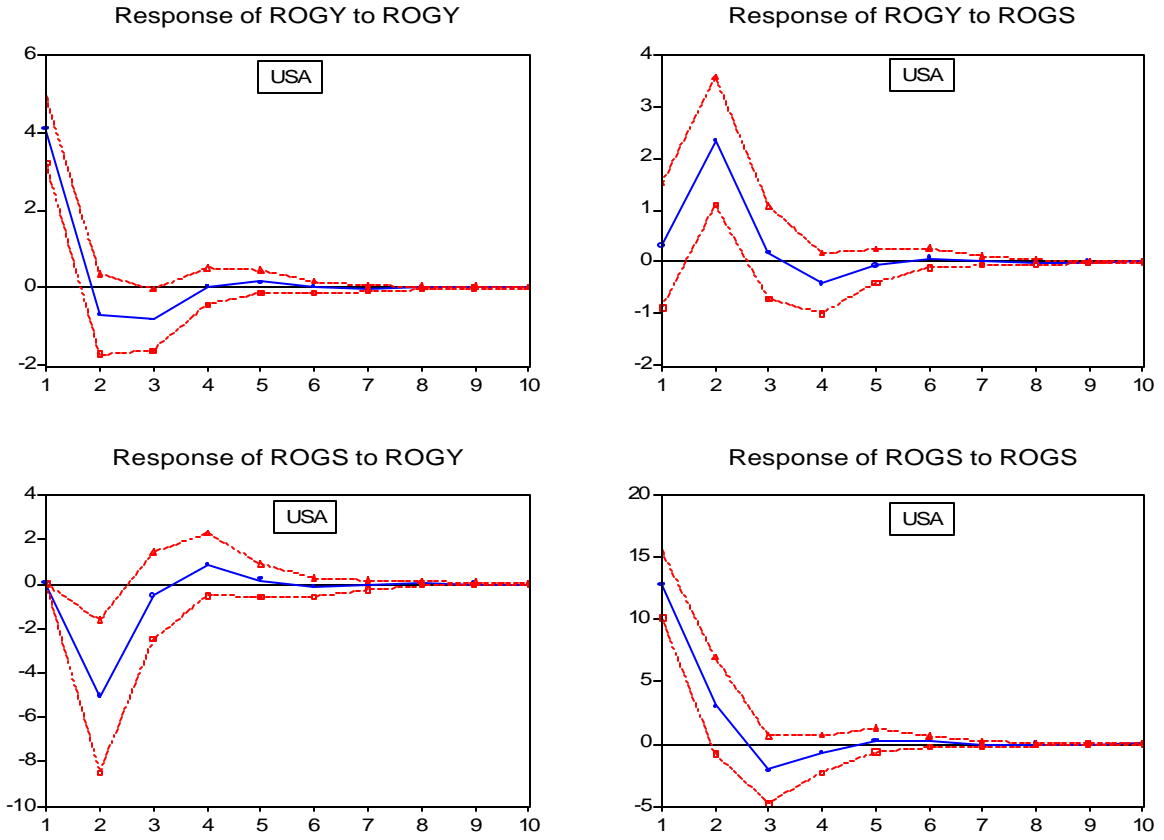 Response of ROGY to ROGY
6
4
2
0
-2
USA
1 2 3 4 5 6 7 8 9 10
Response of ROGY to ROGS
4
3
2
1
0
-1
-2
USA
1 2 3 4 5 6 7 8 9 10
Response of ROGS to ROGY
4
2
0
-2
-4
-6
-8
-10
USA
1 2 3 4 5 6 7 8 9 10
Response of ROGS to ROGS
20
15
10
5
0
-5
USA
1 2 3 4 5 6 7 8 9 10